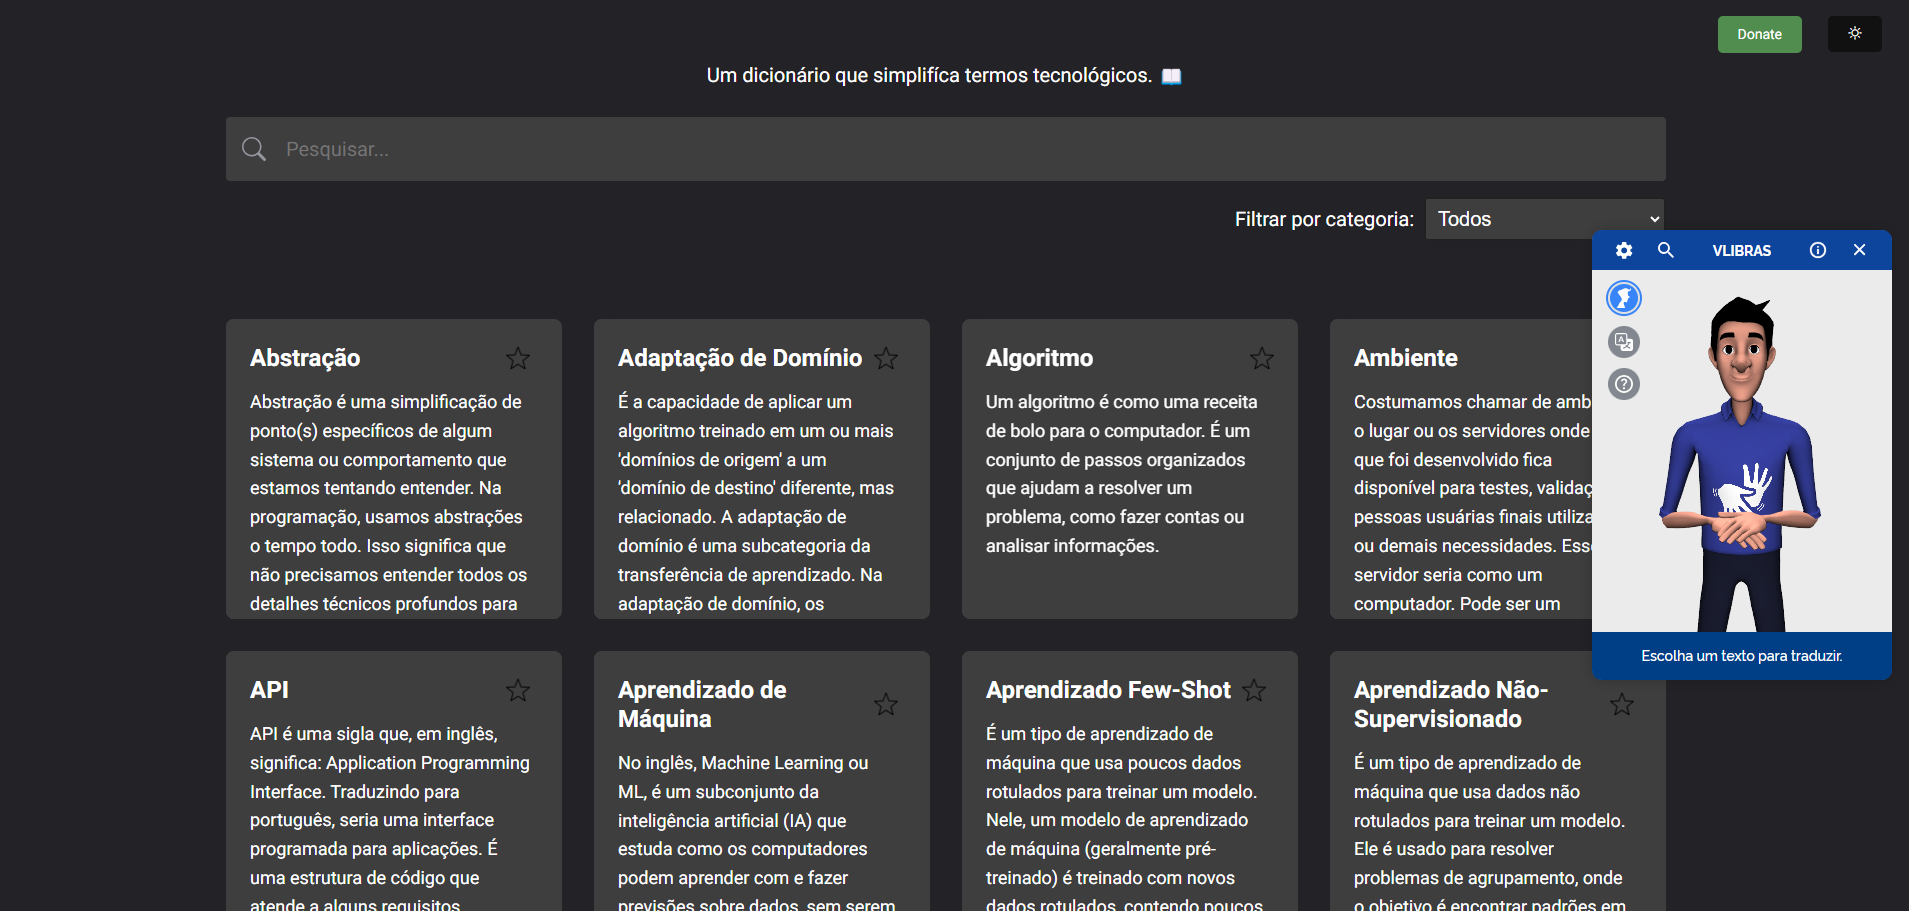 Donate
Um dicionário que simplifíca termos tecnológicos. 📖
Pesquisar...
Filtrar por categoria: Todos
VLIBRAS
Escolha um texto para traduzir.
Abstração
Abstração é uma simplificação de
ponto(s) específicos de algum
sistema ou comportamento que
estamos tentando entender. Na
programação, usamos abstrações
o tempo todo. Isso significa que
não precisamos entender todos os
detalhes técnicos profundos para
Adaptação de Domínio
É a capacidade de aplicar um
algoritmo treinado em um ou mais
'domínios de origem' a um
'domínio de destino' diferente, mas
relacionado. A adaptação de
domínio é uma subcategoria da
transferência de aprendizado. Na
adaptação de domínio, os
Algoritmo
Um algoritmo é como uma receita
de bolo para o computador. É um
conjunto de passos organizados
que ajudam a resolver um
problema, como fazer contas ou
analisar informações.
Ambiente
Costumamos chamar de amb
o lugar ou os servidores onde
que foi desenvolvido fica
disponível para testes, validaç
pessoas usuárias finais utiliza
ou demais necessidades. Ess
servidor seria como um
computador. Pode ser um
API
API é uma sigla que, em inglês,
significa: Application Programming
Interface. Traduzindo para
português, seria uma interface
programada para aplicações. É
uma estrutura de código que
atende a alguns requisitos
Aprendizado de
Máquina
No inglês, Machine Learning ou
ML, é um subconjunto da
inteligência artificial (IA) que
estuda como os computadores
podem aprender com e fazer
previsões sobre dados, sem serem
Aprendizado Few-Shot
É um tipo de aprendizado de
máquina que usa poucos dados
rotulados para treinar um modelo.
Nele, um modelo de aprendizado
de máquina (geralmente pré-
treinado) é treinado com novos
dados rotulados, contendo poucos
Aprendizado Não-
Supervisionado
É um tipo de aprendizado de
máquina que usa dados não
rotulados para treinar um modelo.
Ele é usado para resolver
problemas de agrupamento, onde
o objetivo é encontrar padrões em